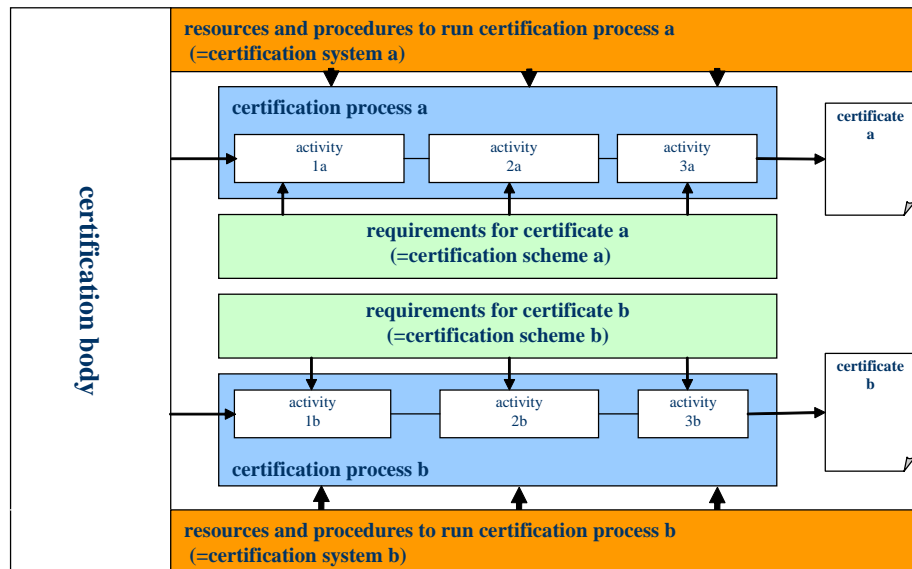 certification body
resources and procedures to run certification process a
(=certification system a)
certification process a
activity
1a
activity
2a
activity
3a
certificate
a
requirements for certificate a
(=certification scheme a)
requirements for certificate b
(=certification scheme b)
certificate
b
activity
1b
activity
2b
activity
3b
certification process b
resources and procedures to run certification process b
(=certification system b)